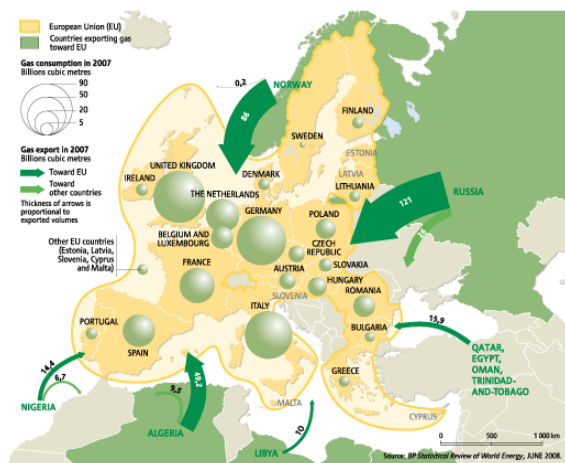 European Union (EU)
Countries exporting gas
toward EU
Gas consumption in 2007
Billions cubic metres
90
50
20
5
Gas export in 2007
Billions cubic metres
Toward EU
Toward
other countries
Thickness of arrows is
proportional to
exported volumes
0,2
NORWAY
86
FINLAND
SWEDEN
ESTONIA
LATVIA
LITHUANIA
DENMARK
UNITED KINGDOM
IRELAND
THE NETHERLANDS
GERMANY
POLAND
RUSSIA
121
BELGIUM AND
LUXEMBOURG
CZECH
REPUBLIC
SLOVAKIA
Other EU countries
(Estonia, Latvia,
Slovenia, Cyprus
and Malta)
FRANCE
AUSTRIA
HUNGARY
SLOVENIA
ROMANIA
ITALY
BULGARIA
15,9
QATAR,
EGYPT,
OMAN,
TRINIDAD-
AND-TOBAGO
PORTUGAL
SPAIN
GREECE
14,4
6,7
NIGERIA
9,5
49,2
ALGERIA
MALTA
CYPRUS
10
LIBYA
0
500
1 000 km
Source: BP Statistical Review of World Energy, JUNE 2008.